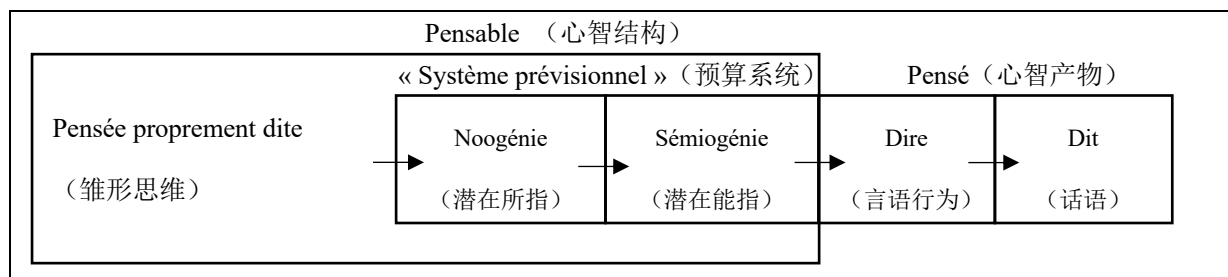 Pensable （心智结构）
« Système prévisionnel »（预算系统） Pensé（心智产物）
Pensée proprement dite Noogénie Sémiogénie Dire Dit
（雏形思维） （潜在所指） （潜在能指） （言语行为） （话语）